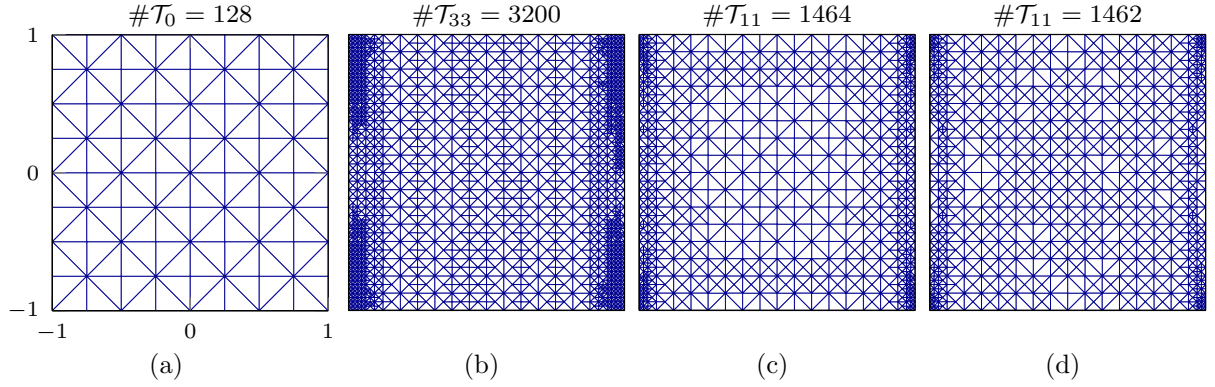 #𝒯₀ = 128 #𝒯₃₃ = 3200 #𝒯₁₁ = 1464 #𝒯₁₁ = 1462
1
0
−1
−1 0 1
(a) (b) (c) (d)